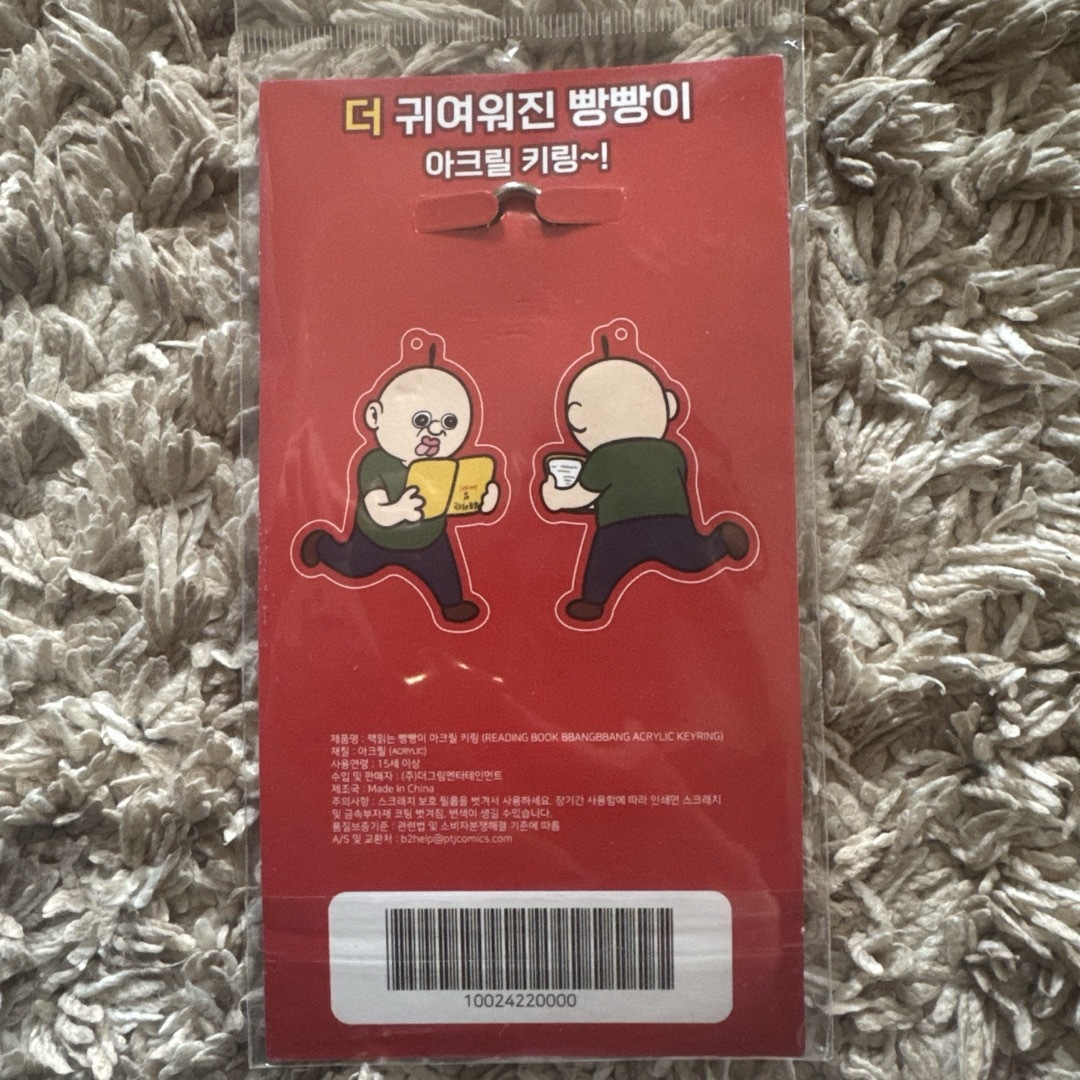 더 귀여워진 빵빵이
아크릴 키링~!
제품명 : 책읽는 빵빵이 아크릴 키링 (READING BOOK BBANGBBANG ACRYLIC KEYRING)
재질 : 아크릴 (ACRYLIC)
사용연령 : 15세 이상
수입 및 판매자 : (주)더그림엔터테인먼트
제조국 : Made In China
주의사항 : 스크래치 보호 필름을 벗겨서 사용하세요. 장기간 사용함에 따라 인쇄면 스크래치
및 금속부자재 코팅 벗겨짐, 변색이 생길 수있습니다.
품질보증기준 : 관련법 및 소비자분쟁해결 기준에 따름
A/S 및 교환처 : b2help@ptjcomics.com
10024220000